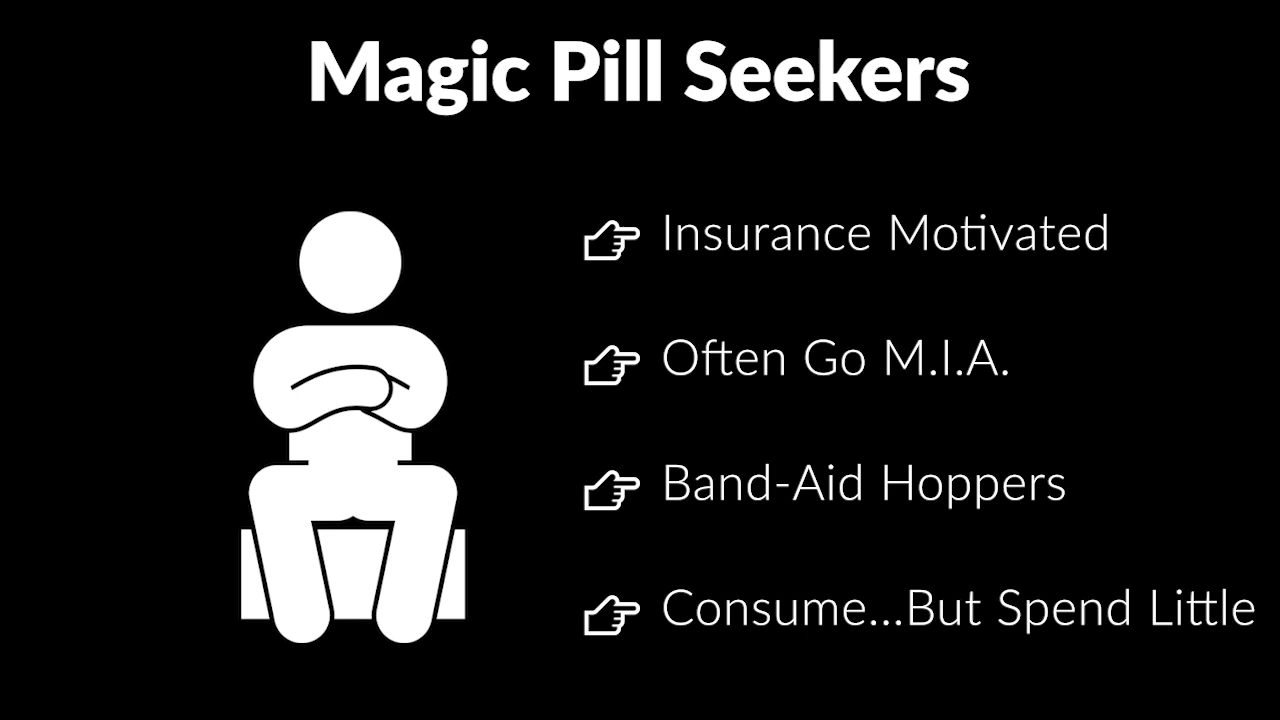 Magic Pill Seekers
Insurance Motivated
Often Go M.I.A.
Band-Aid Hoppers
Consume...But Spend Little